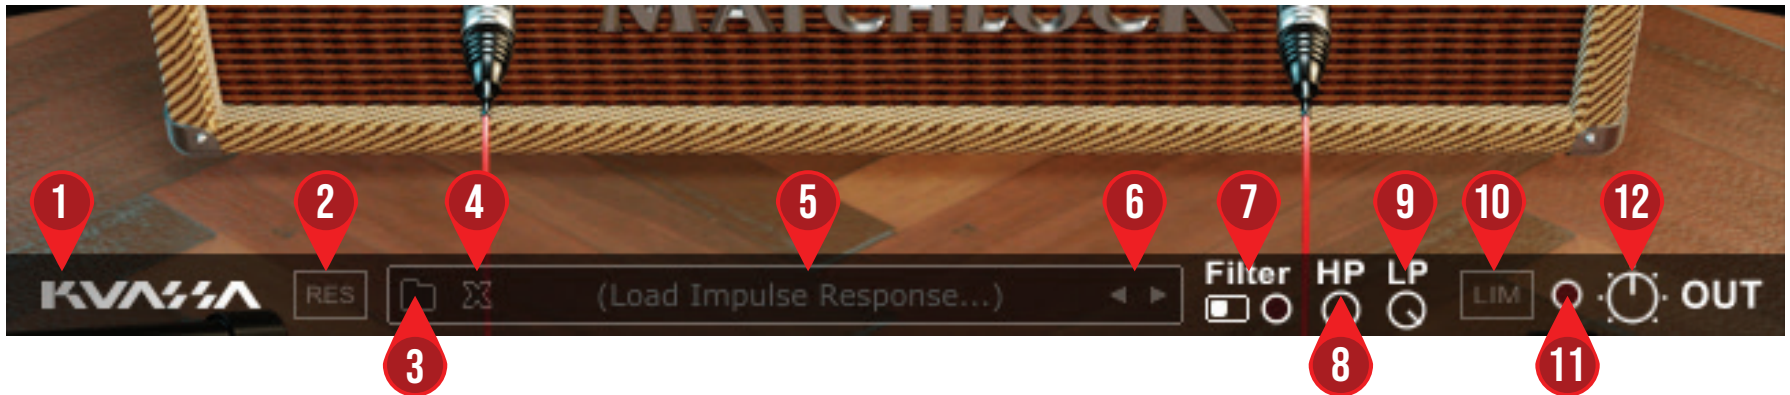 MATCHLOCK
1 2 4 5 6 7 9 10 12
Filter HP LP
KVASSA RES (Load Impulse Response...) LIM OUT
3 8 11